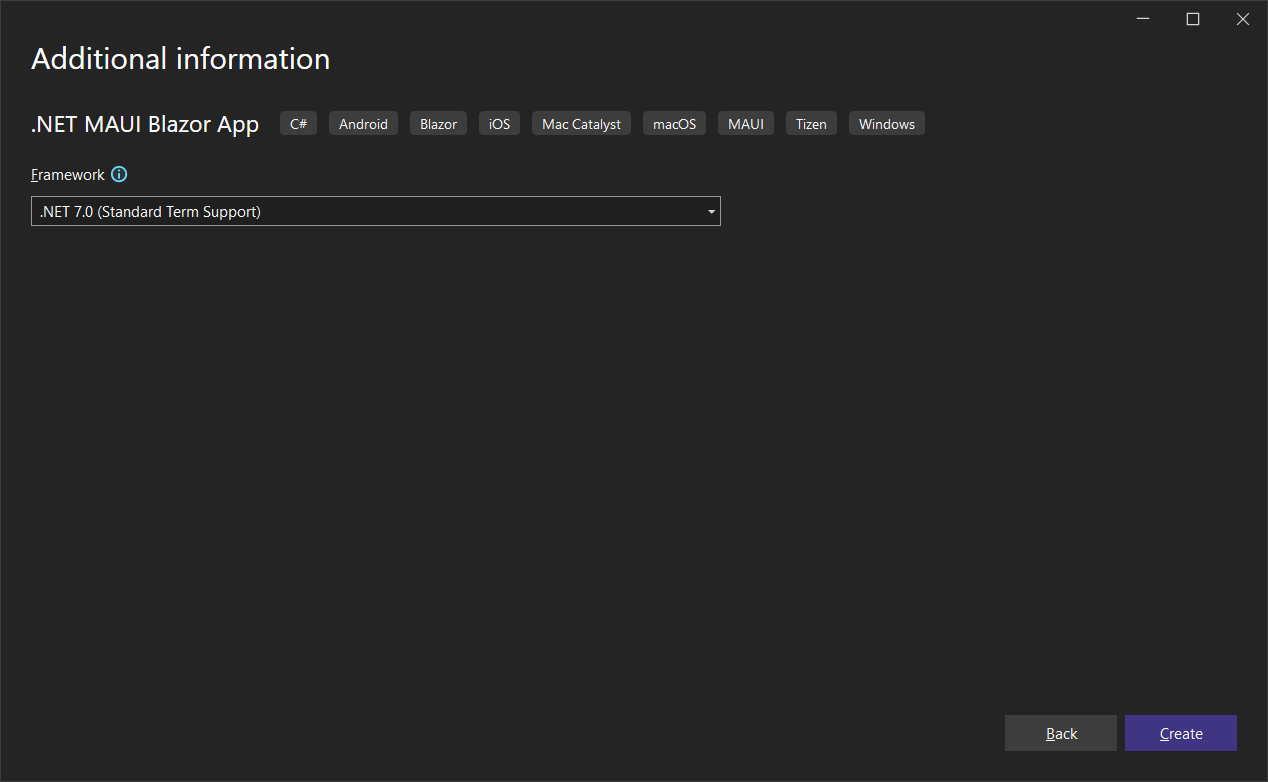 Additional information
.NET MAUI Blazor App C# Android Blazor iOS Mac Catalyst macOS MAUI Tizen Windows
Framework
.NET 7.0 (Standard Term Support)
Back Create